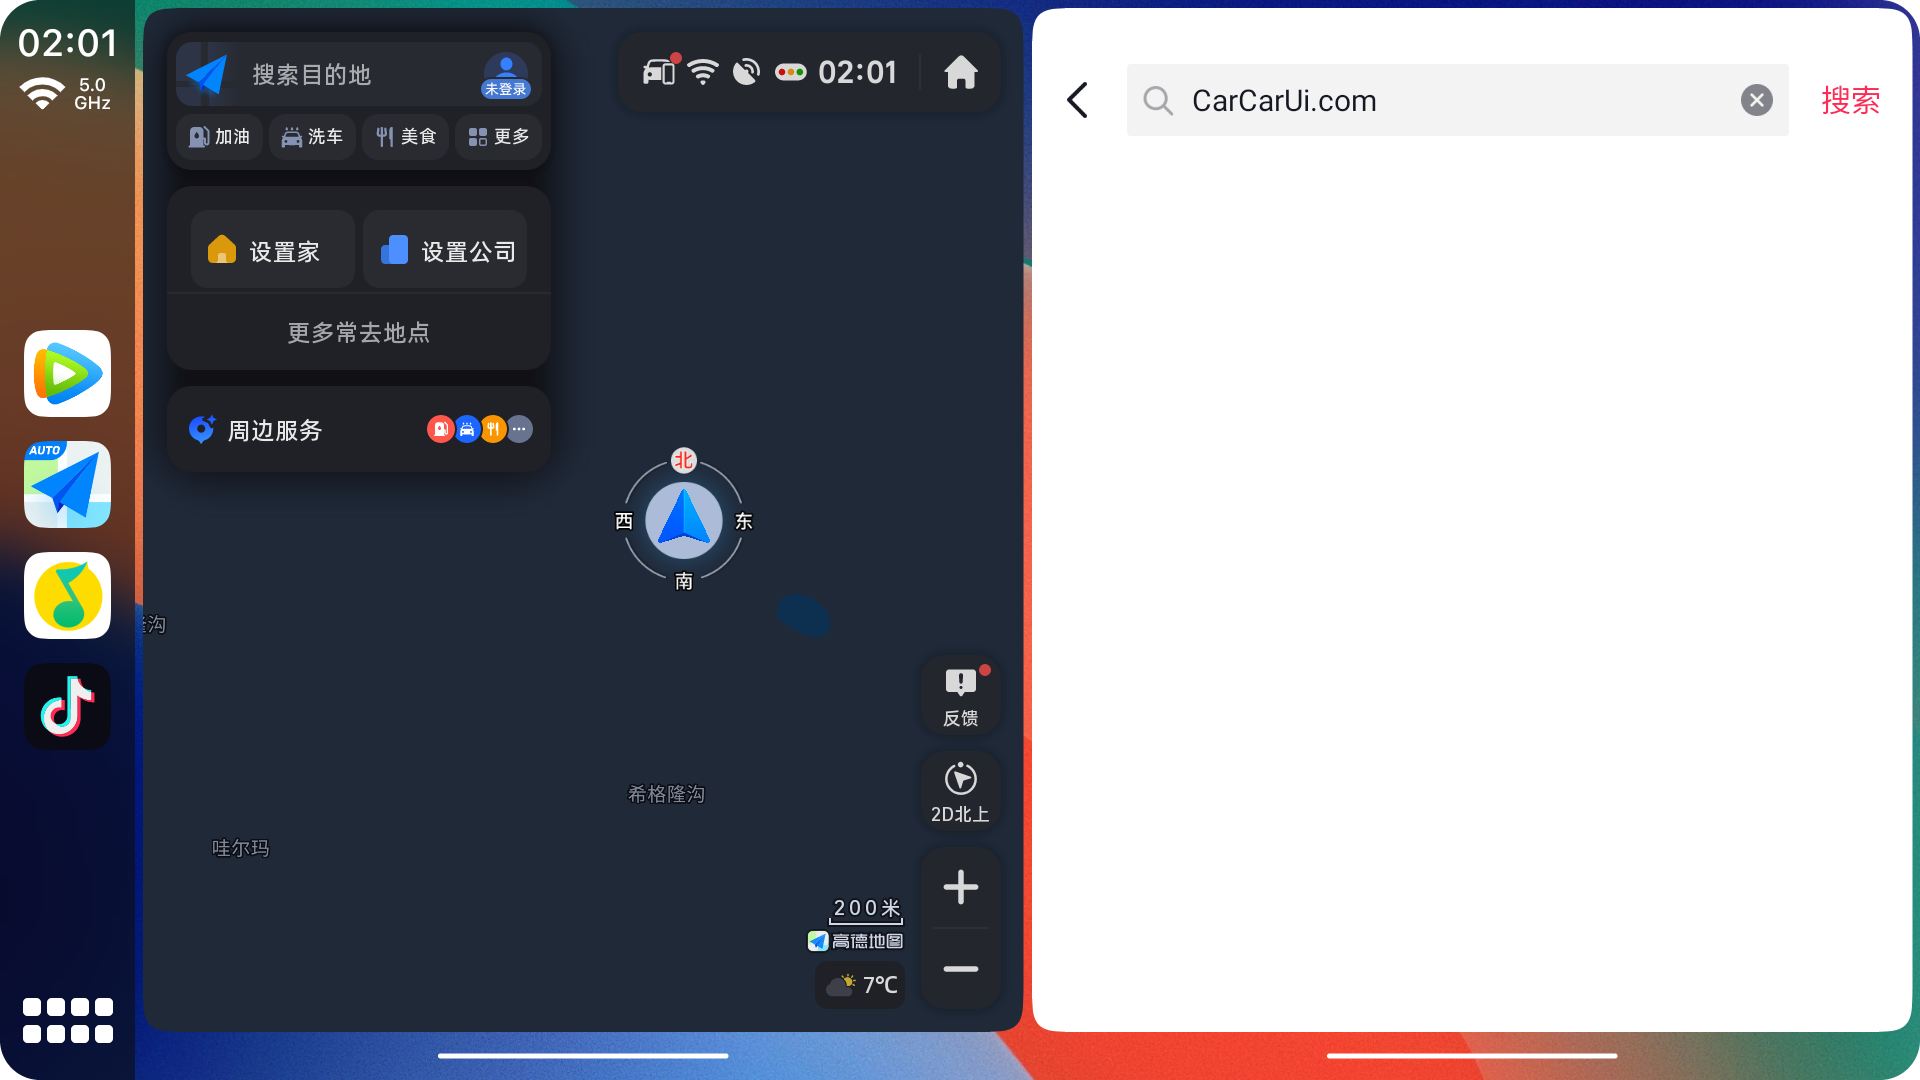 02:01
5.0
GHz
AUTO
搜索目的地
未登录
加油
洗车
美食
更多
设置家
设置公司
更多常去地点
周边服务
02:01
北
西
东
南
沟
希格隆沟
哇尔玛
反馈
2D北上
200米
高德地图
7℃
CarCarUi.com
搜索